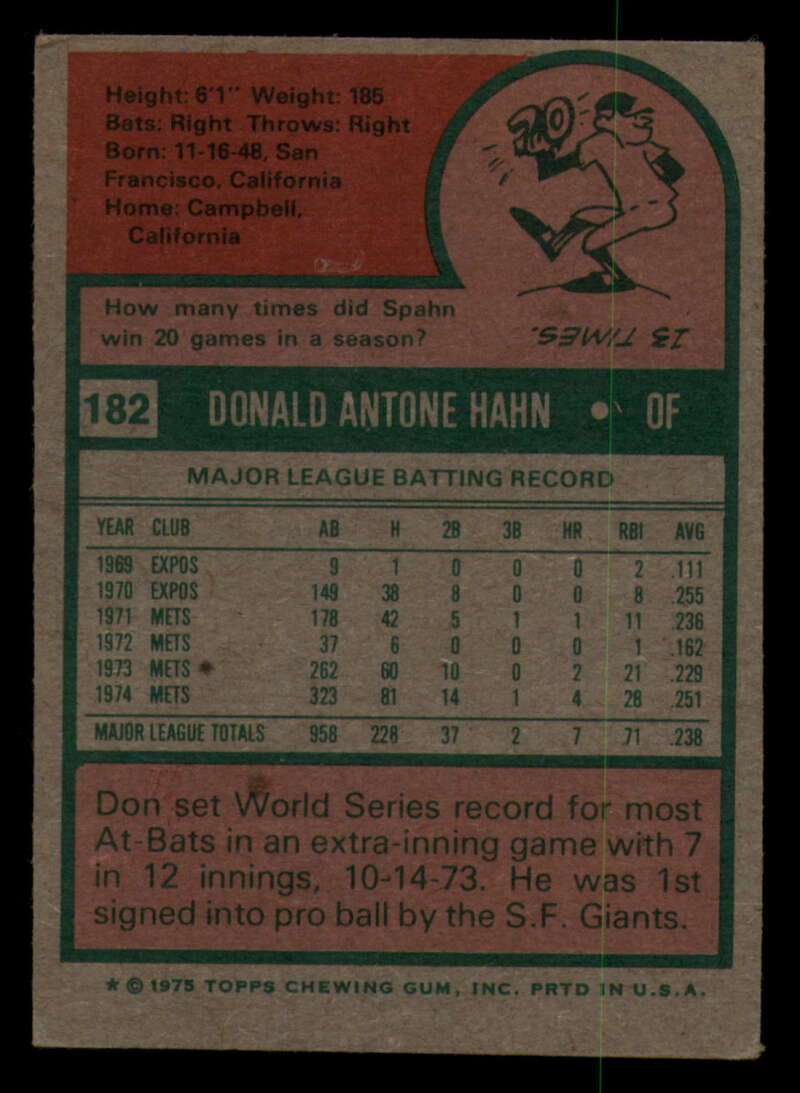 Height: 6'1" Weight: 185
Bats: Right Throws: Right
Born: 11-16-48, San
Francisco, California
Home: Campbell,
California
20
How many times did Spahn
win 20 games in a season?
13 TIMES.
182 DONALD ANTONE HAHN • OF
MAJOR LEAGUE BATTING RECORD
YEAR CLUB AB H 2B 3B HR RBI AVG
1969 EXPOS 9 1 0 0 0 2 .111
1970 EXPOS 149 38 8 0 0 8 .255
1971 METS 178 42 5 1 1 11 .236
1972 METS 37 6 0 0 0 1 .162
1973 METS 262 60 10 0 2 21 .229
1974 METS 323 81 14 1 4 28 .251
MAJOR LEAGUE TOTALS 958 228 37 2 7 71 .238
Don set World Series record for most
At-Bats in an extra-inning game with 7
in 12 innings, 10-14-73. He was 1st
signed into pro ball by the S.F. Giants.
* © 1975 TOPPS CHEWING GUM, INC. PRTD IN U.S.A.